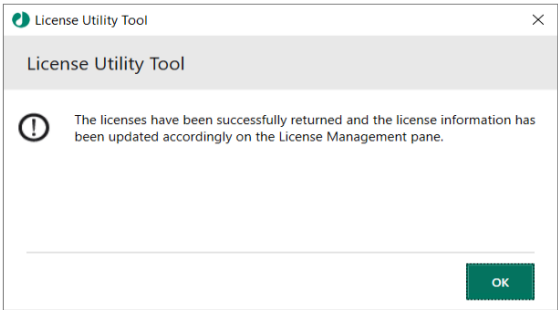 License Utility Tool
License Utility Tool
The licenses have been successfully returned and the license information has
been updated accordingly on the License Management pane.
OK